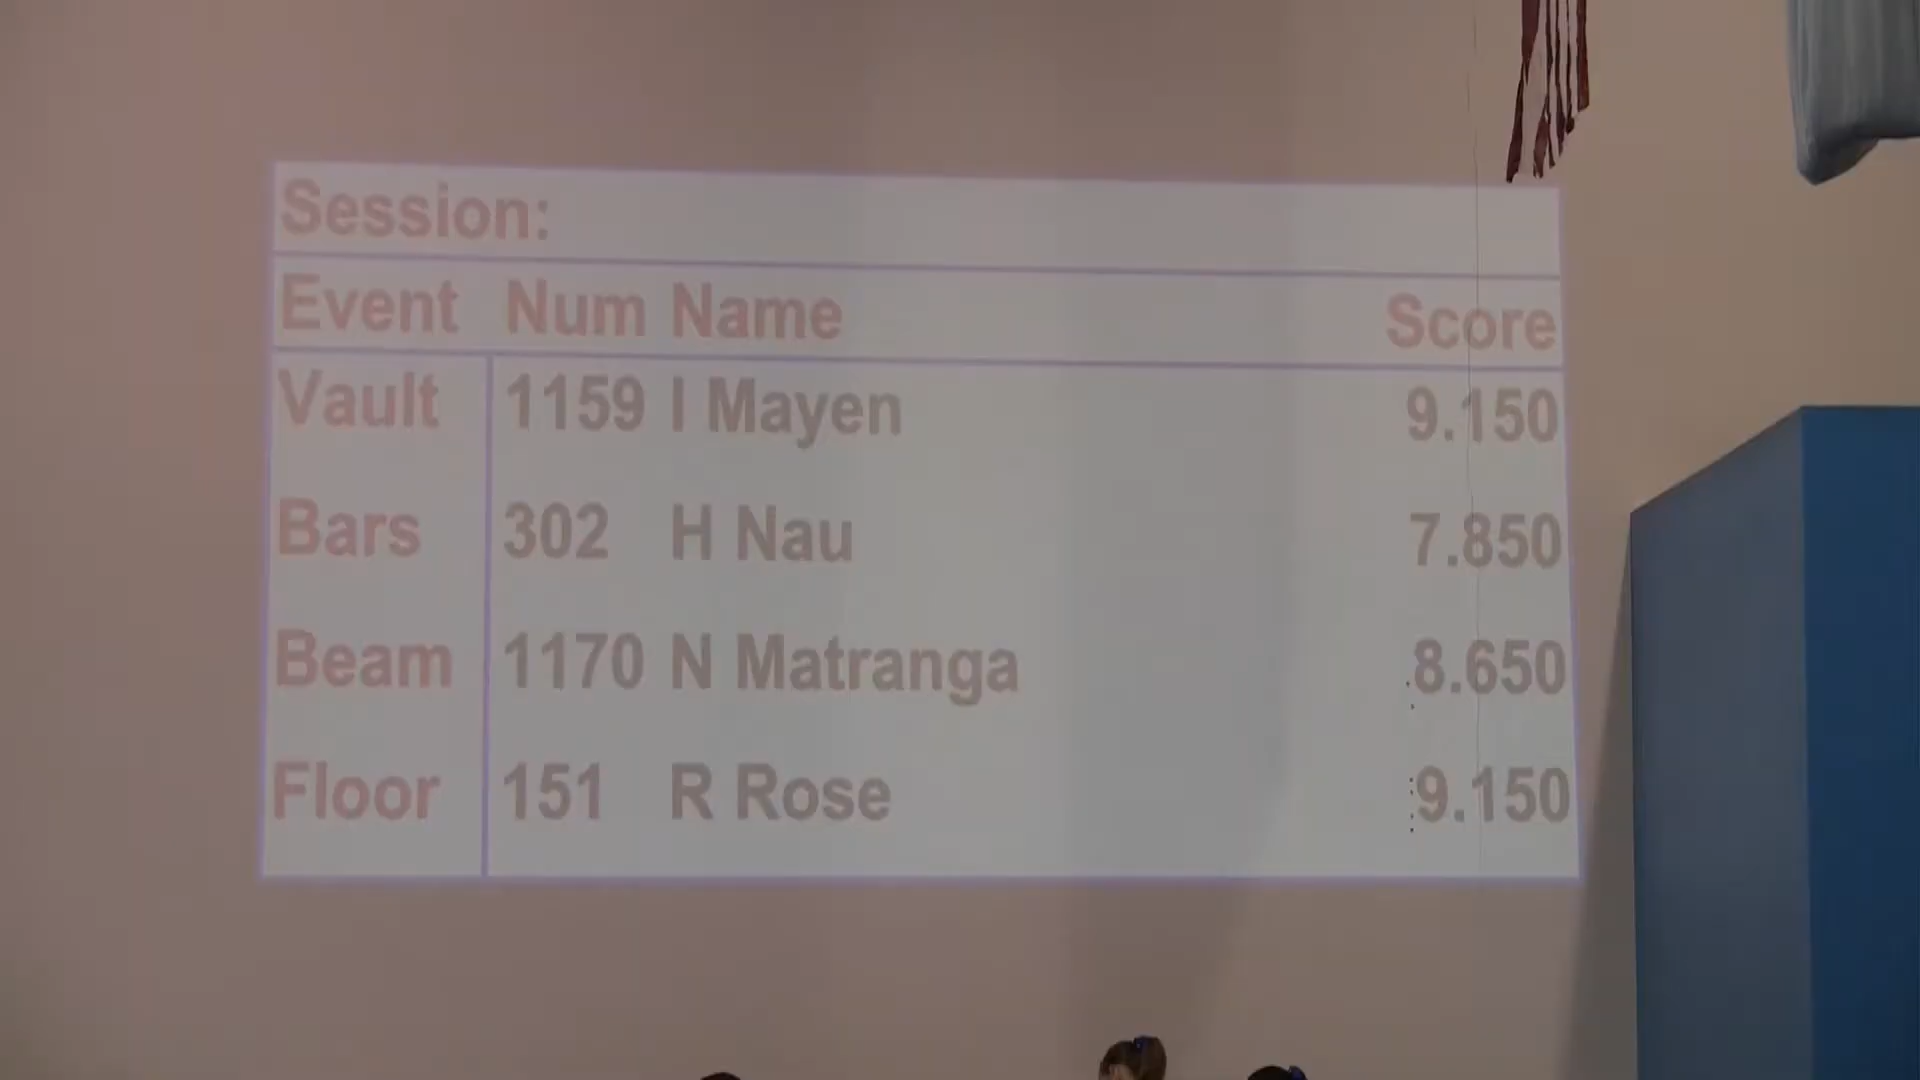 Session:
Event Num Name Score
Vault 1159 I Mayen 9.150
Bars 302 H Nau 7.850
Beam 1170 N Matranga 8.650
Floor 151 R Rose 9.150